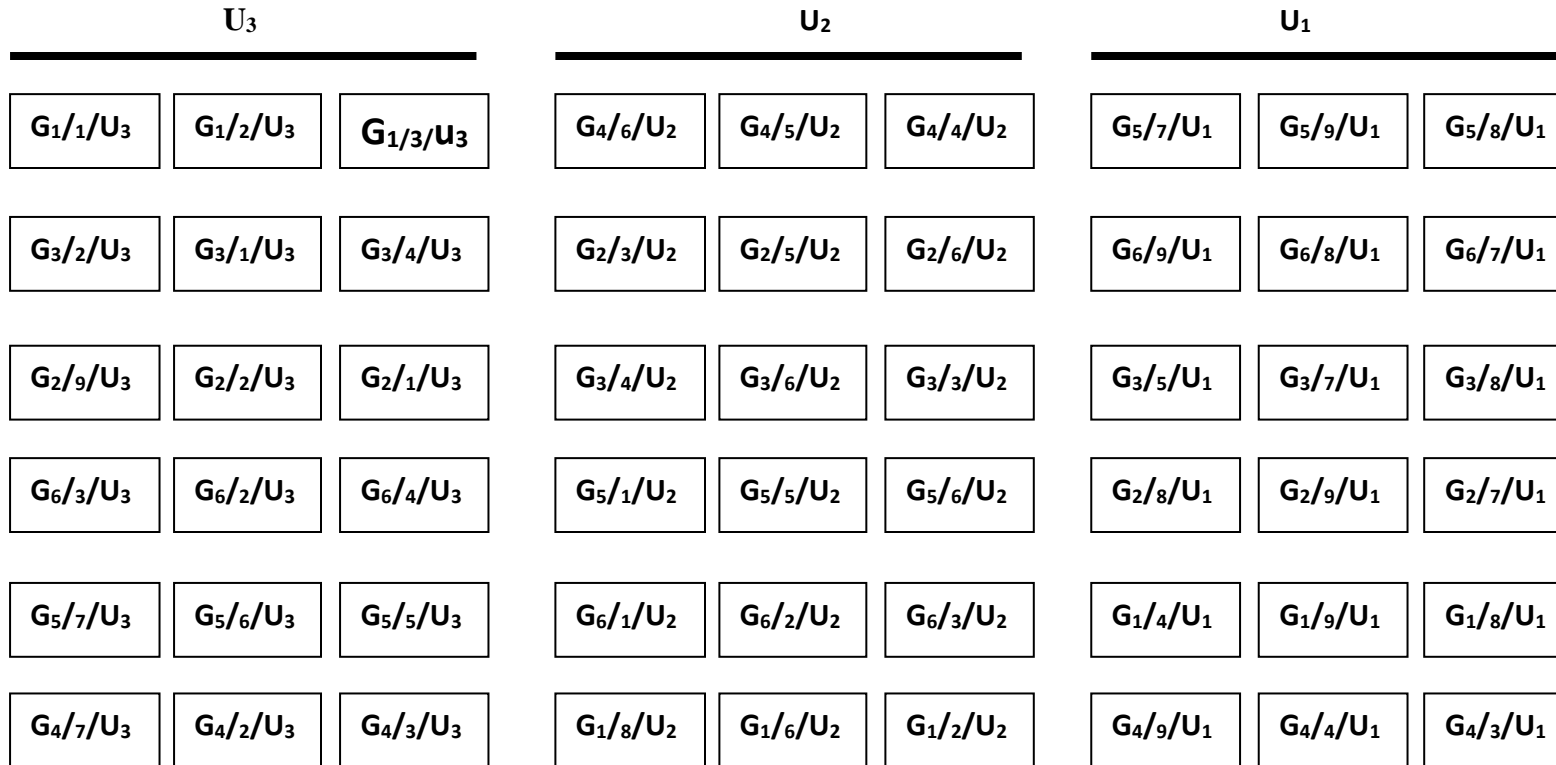 U₃ U₂ U₁
G₁/₁/U₃ G₁/₂/U₃ G₁/₃/u₃ G₄/₆/U₂ G₄/₅/U₂ G₄/₄/U₂ G₅/₇/U₁ G₅/₉/U₁ G₅/₈/U₁
G₃/₂/U₃ G₃/₁/U₃ G₃/₄/U₃ G₂/₃/U₂ G₂/₅/U₂ G₂/₆/U₂ G₆/₉/U₁ G₆/₈/U₁ G₆/₇/U₁
G₂/₉/U₃ G₂/₂/U₃ G₂/₁/U₃ G₃/₄/U₂ G₃/₆/U₂ G₃/₃/U₂ G₃/₅/U₁ G₃/₇/U₁ G₃/₈/U₁
G₆/₃/U₃ G₆/₂/U₃ G₆/₄/U₃ G₅/₁/U₂ G₅/₅/U₂ G₅/₆/U₂ G₂/₈/U₁ G₂/₉/U₁ G₂/₇/U₁
G₅/₇/U₃ G₅/₆/U₃ G₅/₅/U₃ G₆/₁/U₂ G₆/₂/U₂ G₆/₃/U₂ G₁/₄/U₁ G₁/₉/U₁ G₁/₈/U₁
G₄/₇/U₃ G₄/₂/U₃ G₄/₃/U₃ G₁/₈/U₂ G₁/₆/U₂ G₁/₂/U₂ G₄/₉/U₁ G₄/₄/U₁ G₄/₃/U₁